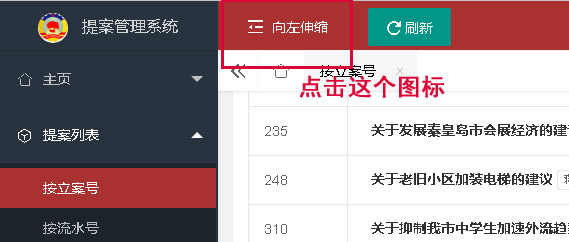 提案管理系统
向左伸缩
刷新
主页
按立案号
点击这个图标
提案列表
235
关于发展秦皇岛市会展经济的建
按立案号
248
关于老旧小区加装电梯的建议
按流水号
310
关于抑制我市中学生加速外流趋